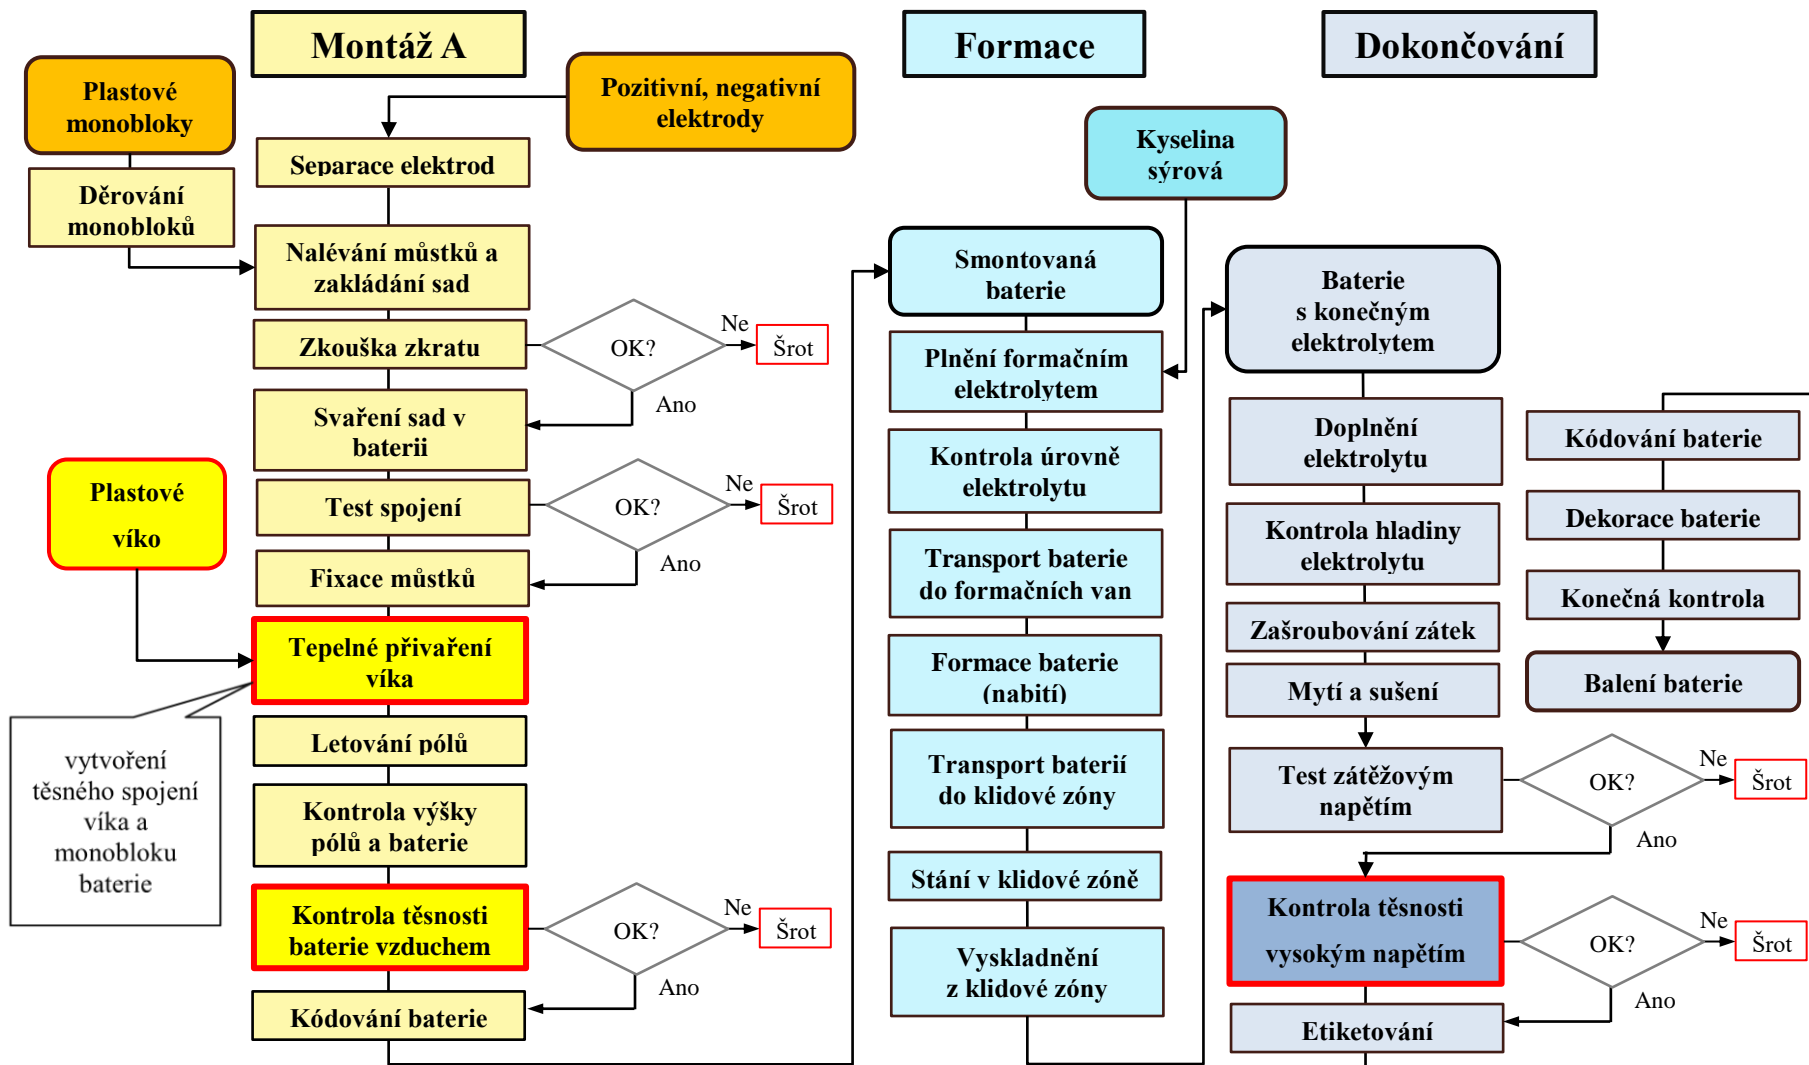 Montáž A
Plastové
monobloky
Pozitivní, negativní
elektrody
Separace elektrod
Děrování
monobloků
Nalévání můstků a
zakládání sad
Zkouška zkratu
OK?
Ne
Šrot
Ano
Svaření sad v
baterii
Plastové
víko
Test spojení
OK?
Ne
Šrot
Ano
Fixace můstků
Tepelné přivaření
víka
vytvoření
těsného spojení
víka a
monobloku
baterie
Letování pólů
Kontrola výšky
pólů a baterie
Kontrola těsnosti
baterie vzduchem
OK?
Ne
Šrot
Ano
Kódování baterie
Formace
Kyselina
sýrová
Smontovaná
baterie
Plnění formačním
elektrolytem
Kontrola úrovně
elektrolytu
Transport baterie
do formačních van
Formace baterie
(nabití)
Transport baterií
do klidové zóny
Stání v klidové zóně
Vyskladnění
z klidové zóny
Dokončování
Baterie
s konečným
elektrolytem
Doplnění
elektrolytu
Kontrola hladiny
elektrolytu
Zašroubování zátek
Mytí a sušení
Test zátěžovým
napětím
OK?
Ne
Šrot
Ano
Kontrola těsnosti
vysokým napětím
OK?
Ne
Šrot
Ano
Etiketování
Kódování baterie
Dekorace baterie
Konečná kontrola
Balení baterie